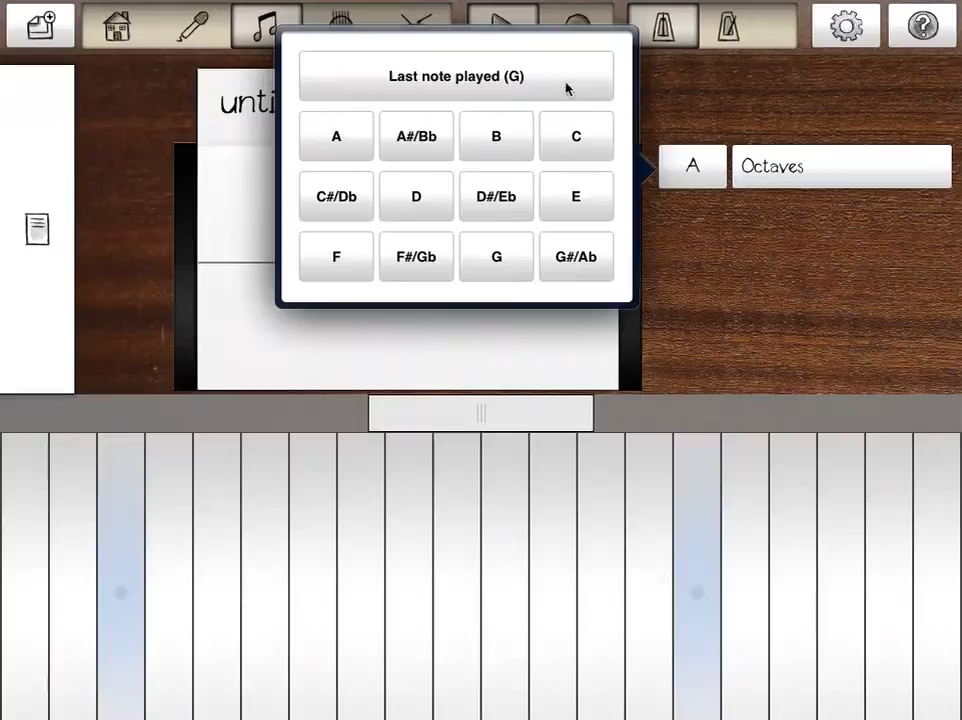 Last note played (G)
unti
A A#/Bb B C
A Octaves
C#/Db D D#/Eb E
F F#/Gb G G#/Ab